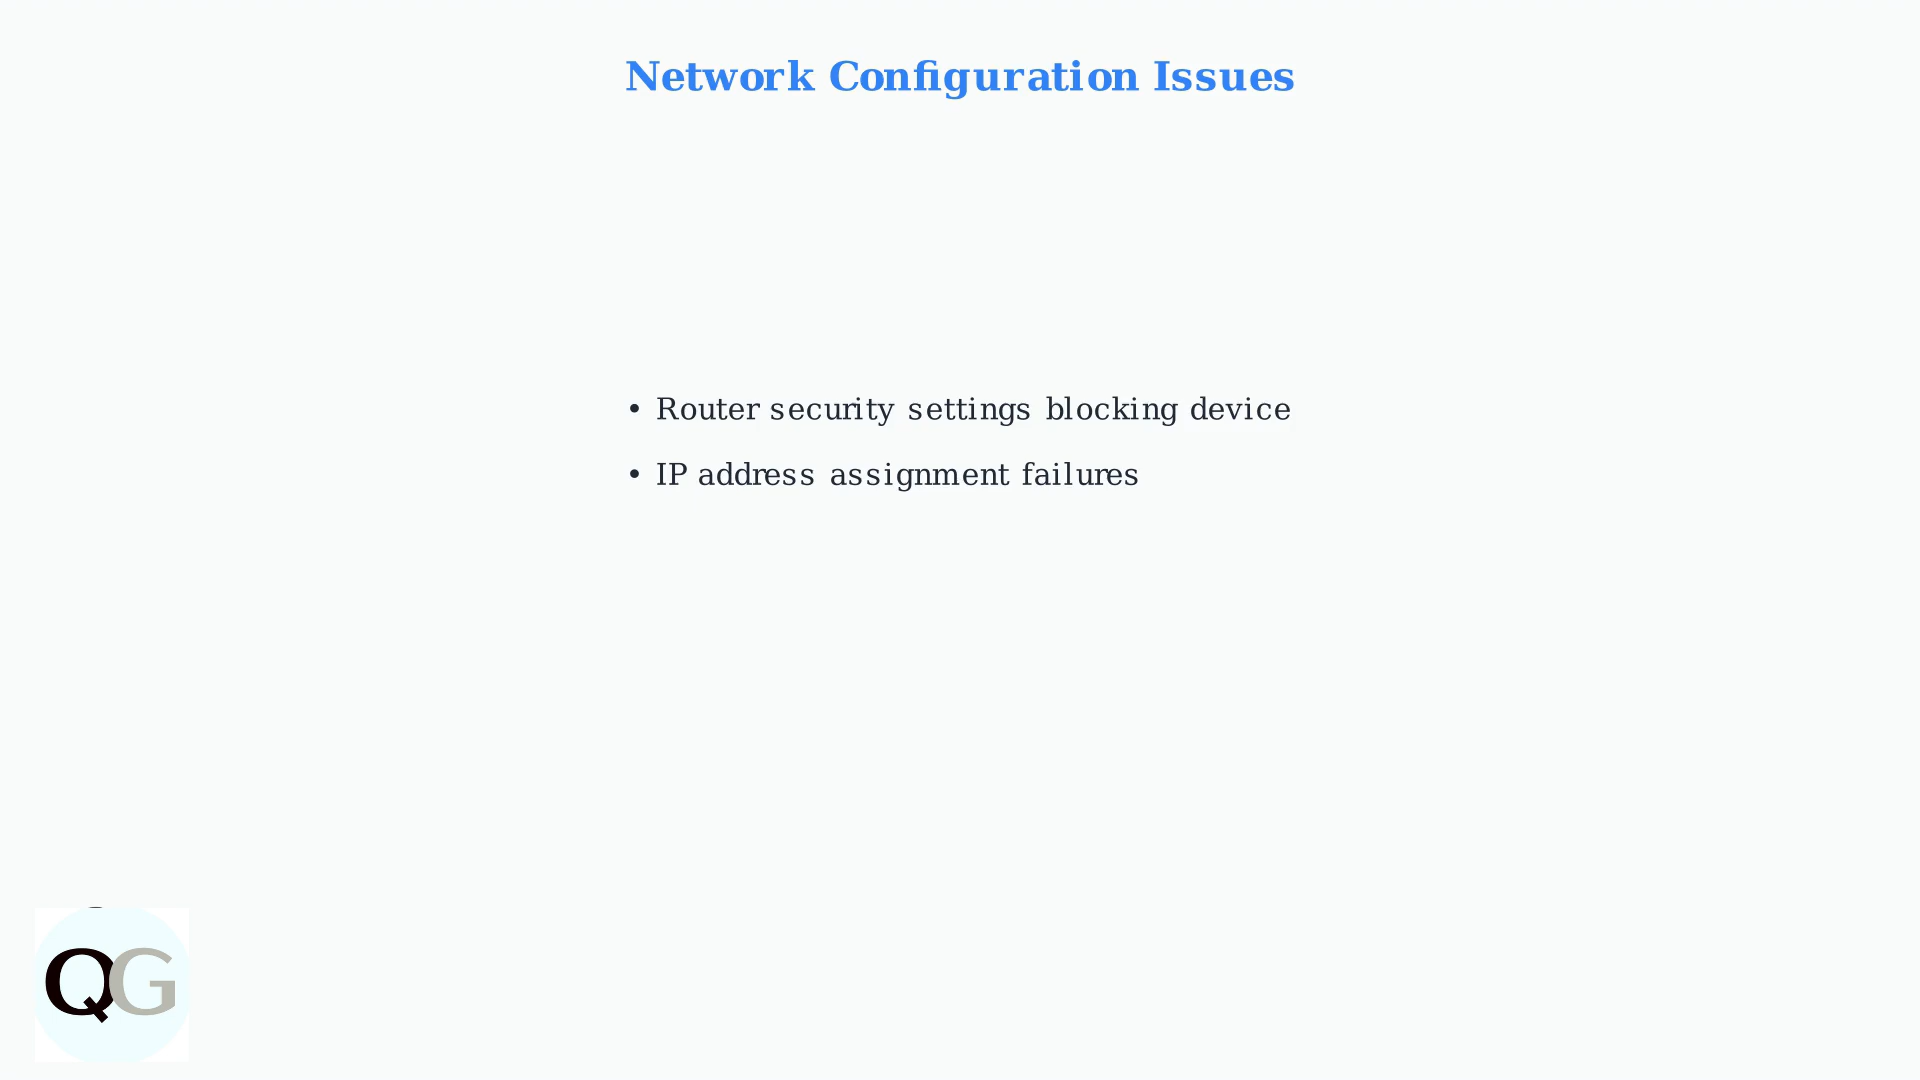 Network Configuration Issues
• Router security settings blocking device
• IP address assignment failures
QG